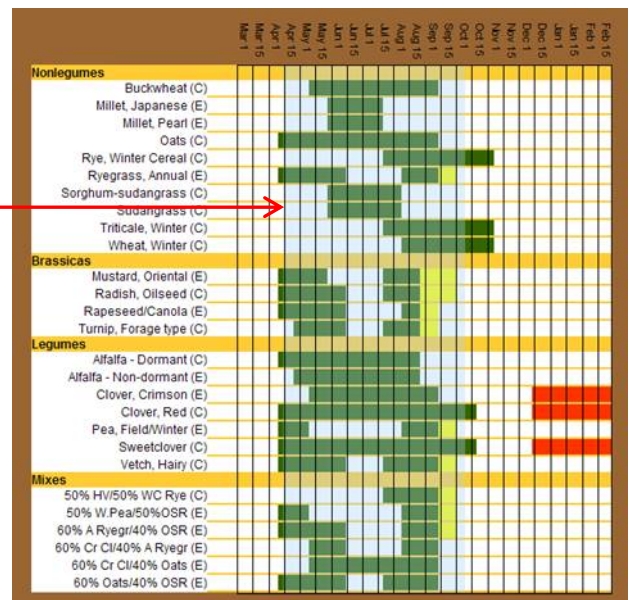 Mar 1
Mar 15
Apr 1
Apr 15
May 1
May 15
Jun 1
Jun 15
Jul 1
Jul 15
Aug 1
Aug 15
Sep 1
Sep 15
Oct 1
Oct 15
Nov 1
Nov 15
Dec 1
Dec 15
Jan 1
Jan 15
Feb 1
Feb 15
Nonlegumes
Buckwheat (C)
Millet, Japanese (E)
Millet, Pearl (E)
Oats (C)
Rye, Winter Cereal (C)
Ryegrass, Annual (E)
Sorghum-sudangrass (C)
Sudangrass (C)
Triticale, Winter (C)
Wheat, Winter (C)
Brassicas
Mustard, Oriental (E)
Radish, Oilseed (C)
Rapeseed/Canola (E)
Turnip, Forage type (C)
Legumes
Alfalfa - Dormant (C)
Alfalfa - Non-dormant (E)
Clover, Crimson (E)
Clover, Red (C)
Pea, Field/Winter (E)
Sweetclover (C)
Vetch, Hairy (C)
Mixes
50% HV/50% WC Rye (C)
50% W.Pea/50%OSR (E)
60% A Ryegr/40% OSR (E)
60% Cr Cl/40% A Ryegr (E)
60% Cr Cl/40% Oats (E)
60% Oats/40% OSR (E)